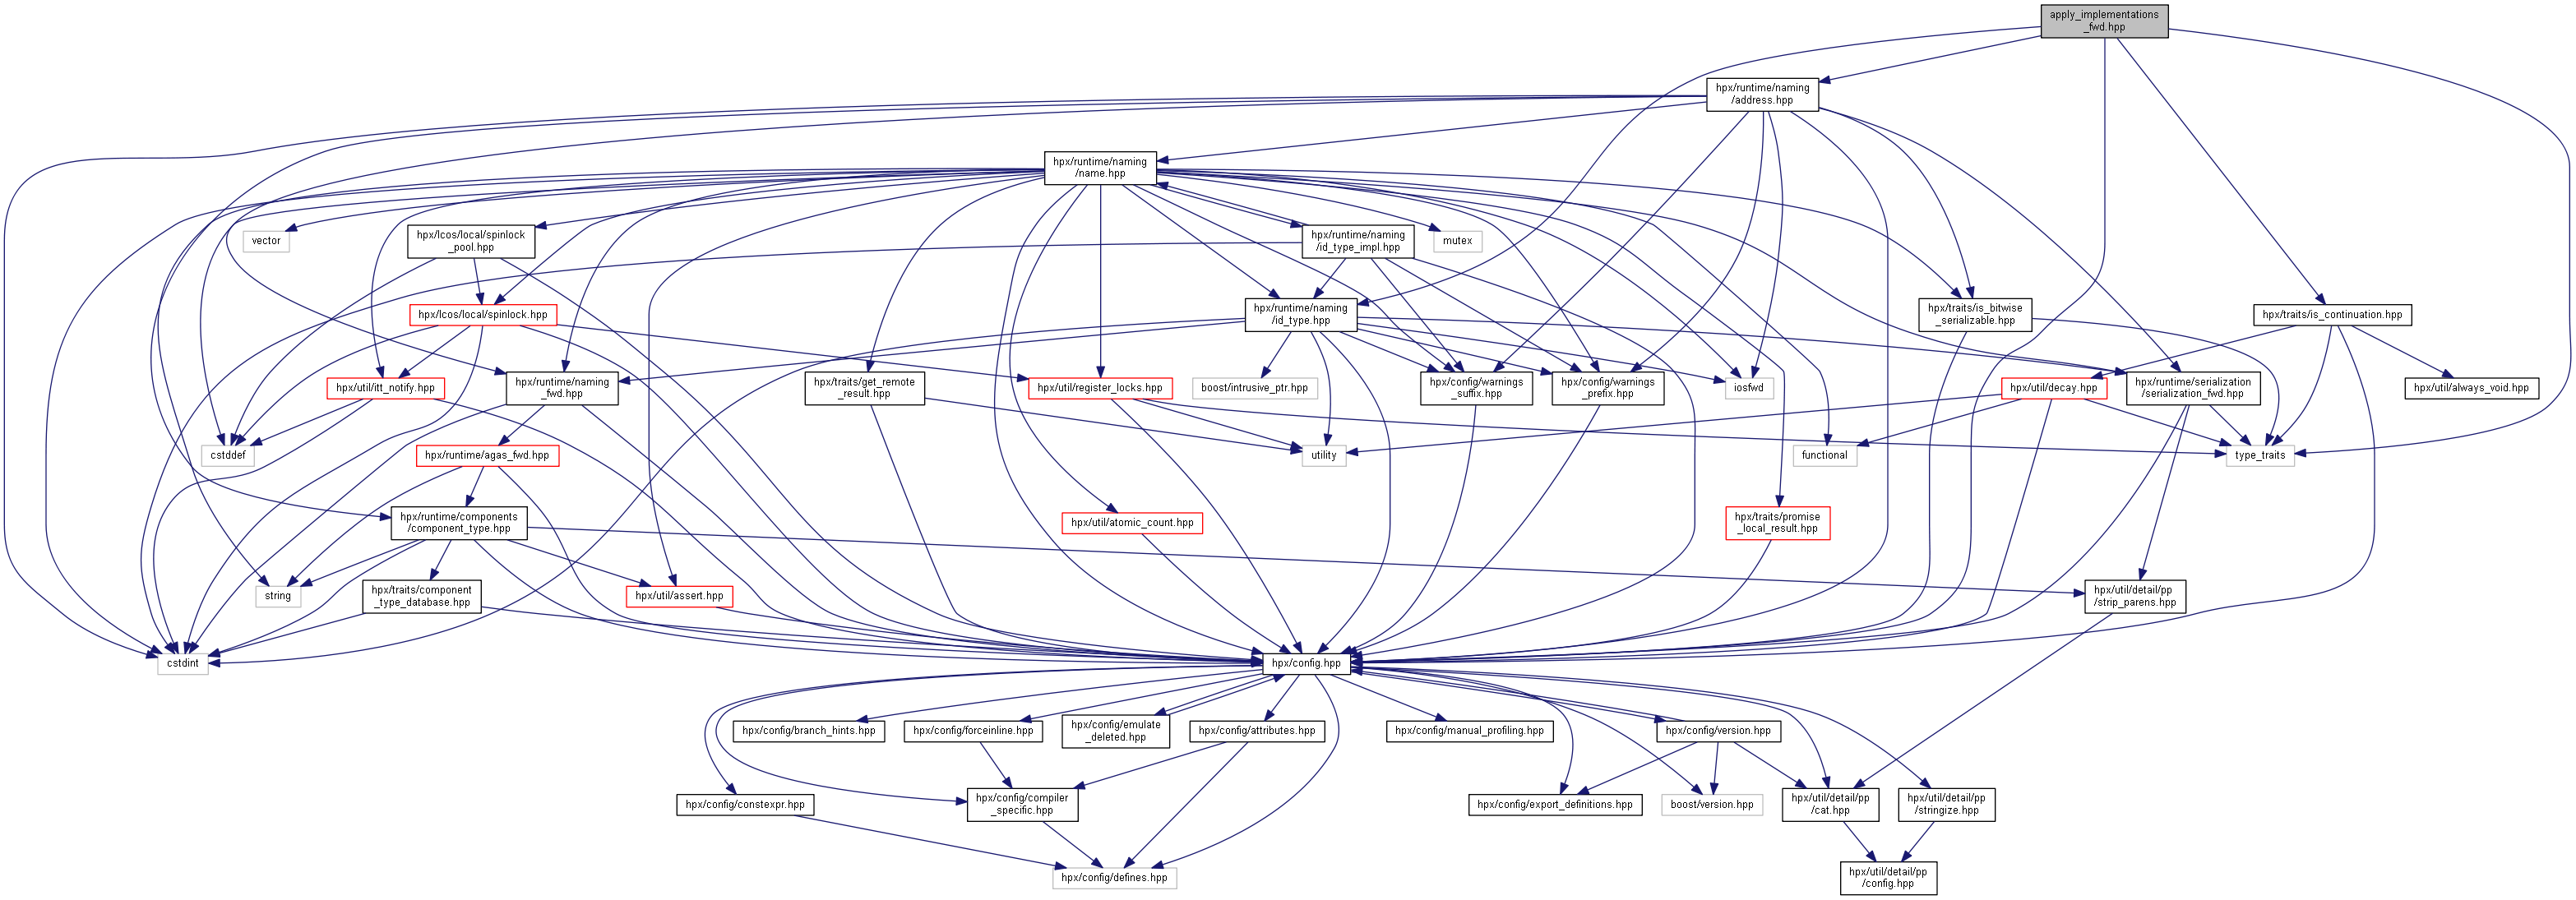 apply_implementations
_fwd.hpp
hpx/runtime/naming
/address.hpp
hpx/runtime/naming
/name.hpp
vector
hpx/lcos/local/spinlock
_pool.hpp
hpx/runtime/naming
/id_type_impl.hpp
mutex
hpx/lcos/local/spinlock.hpp
hpx/runtime/naming
/id_type.hpp
hpx/traits/is_bitwise
_serializable.hpp
hpx/traits/is_continuation.hpp
hpx/util/itt_notify.hpp
hpx/runtime/naming
_fwd.hpp
hpx/traits/get_remote
_result.hpp
hpx/util/register_locks.hpp
boost/intrusive_ptr.hpp
hpx/config/warnings
_suffix.hpp
hpx/config/warnings
_prefix.hpp
iosfwd
hpx/util/decay.hpp
hpx/runtime/serialization
/serialization_fwd.hpp
hpx/util/always_void.hpp
cstddef
hpx/runtime/agas_fwd.hpp
utility
functional
type_traits
hpx/runtime/components
/component_type.hpp
hpx/util/atomic_count.hpp
hpx/traits/promise
_local_result.hpp
string
hpx/traits/component
_type_database.hpp
hpx/util/assert.hpp
hpx/util/detail/pp
/strip_parens.hpp
cstdint
hpx/config.hpp
hpx/config/branch_hints.hpp
hpx/config/forceinline.hpp
hpx/config/emulate
_deleted.hpp
hpx/config/attributes.hpp
hpx/config/manual_profiling.hpp
hpx/config/version.hpp
hpx/config/constexpr.hpp
hpx/config/compiler
_specific.hpp
hpx/config/export_definitions.hpp
boost/version.hpp
hpx/util/detail/pp
/cat.hpp
hpx/util/detail/pp
/stringize.hpp
hpx/config/defines.hpp
hpx/util/detail/pp
/config.hpp